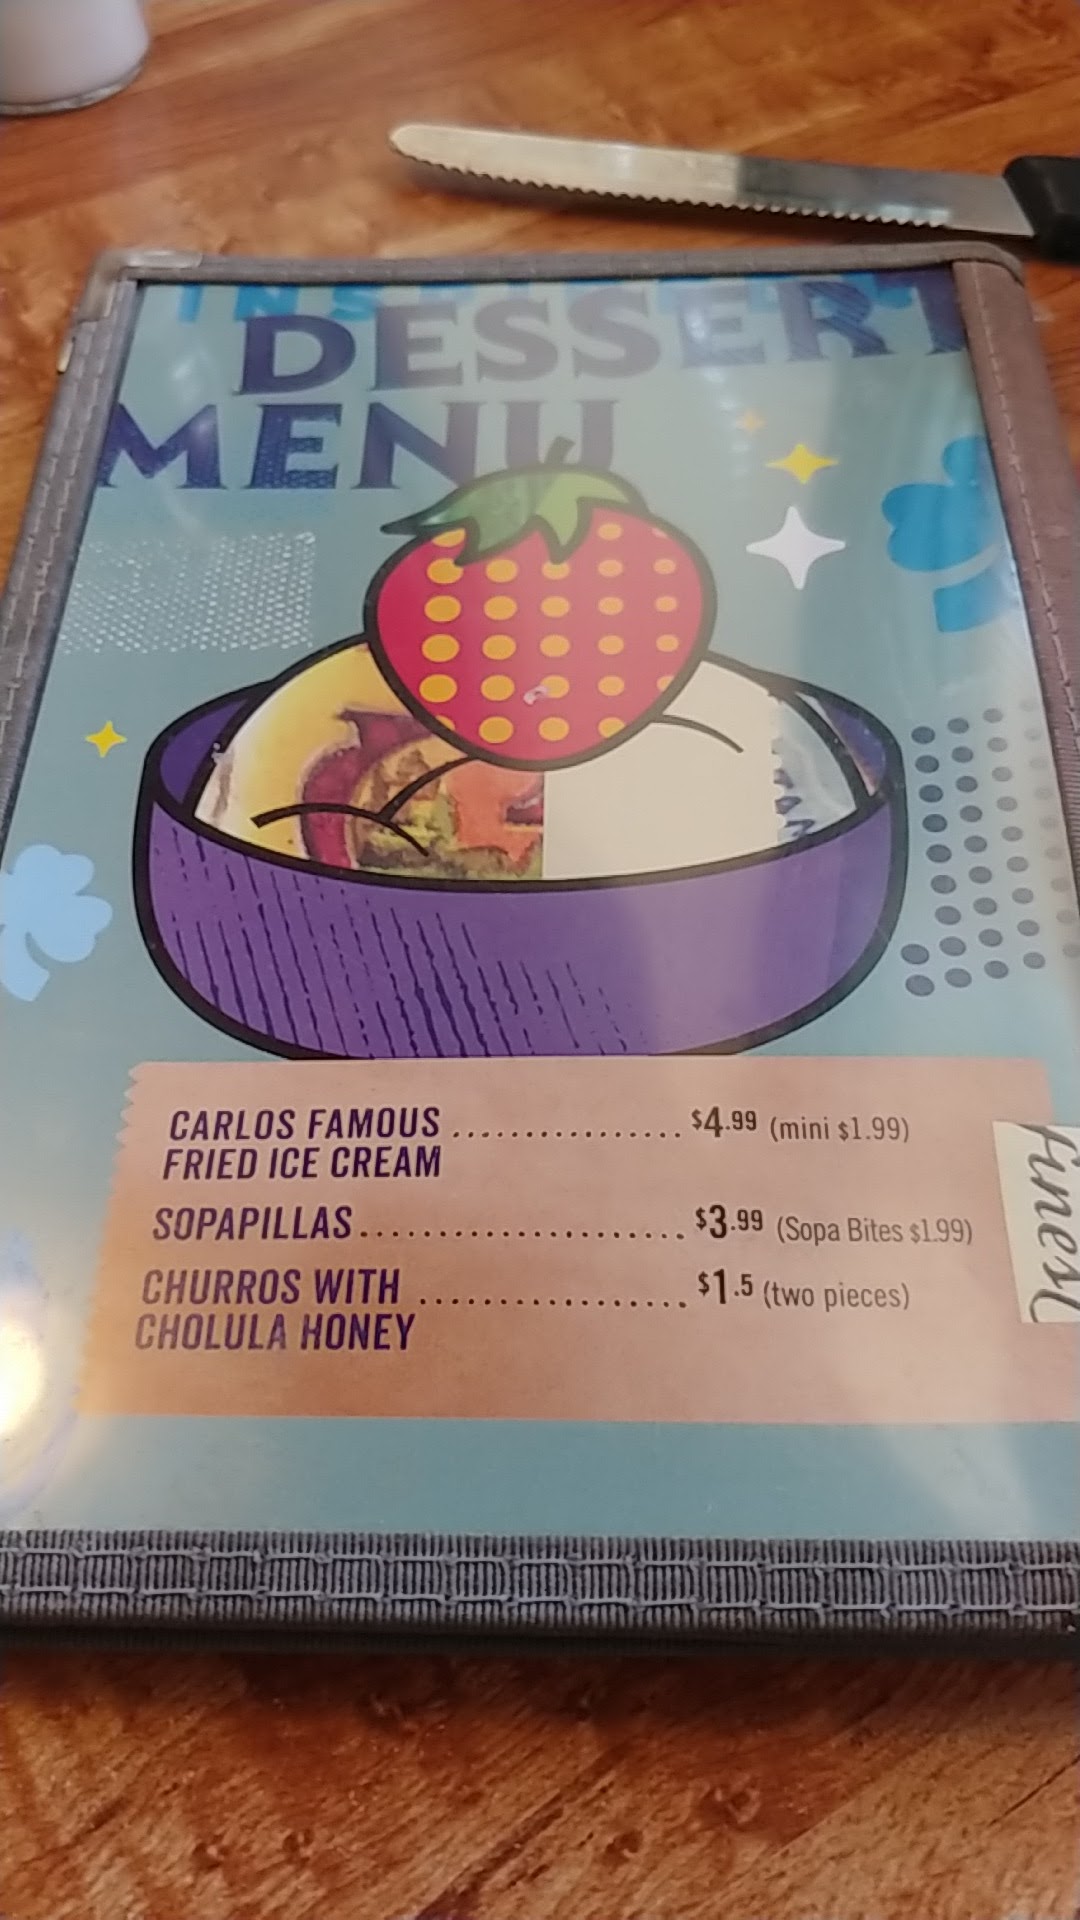 DESSERT
MENU
CARLOS FAMOUS ................ $4.99 (mini $1.99)
FRIED ICE CREAM
SOPAPILLAS ....................... $3.99 (Sopa Bites $1.99)
CHURROS WITH ................... $1.5 (two pieces)
CHOLULA HONEY
finest